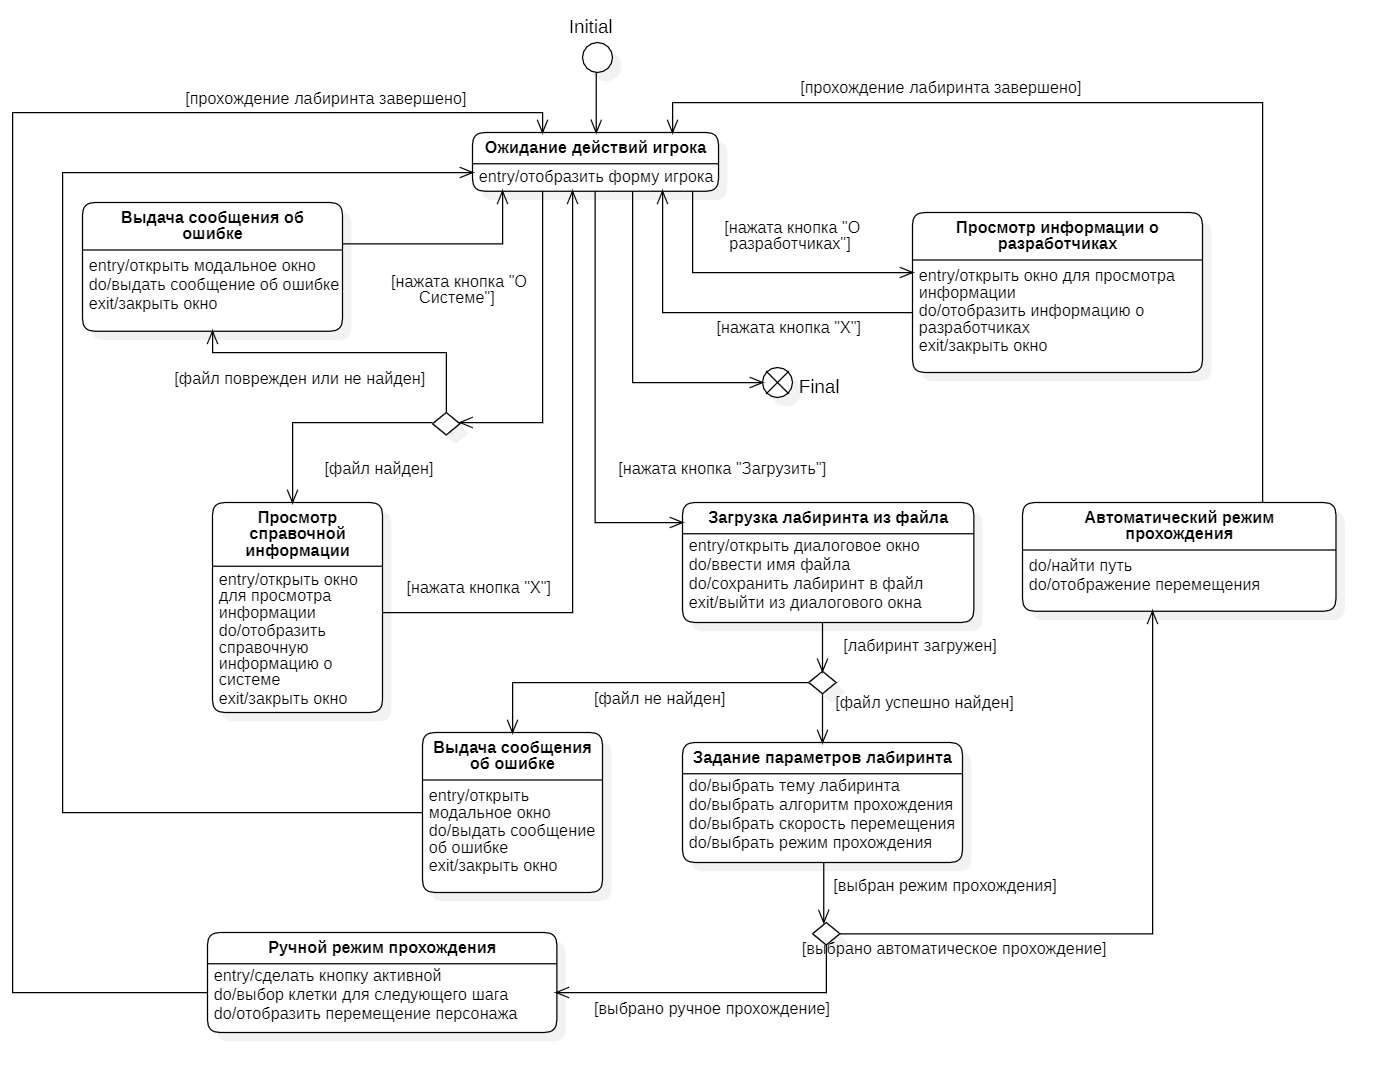 Initial
[прохождение лабиринта завершено]
[прохождение лабиринта завершено]
Ожидание действий игрока
entry/отобразить форму игрока
Выдача сообщения об
ошибке
entry/открыть модальное окно
do/выдать сообщение об ошибке
exit/закрыть окно
[нажата кнопка "О
Системе"]
[нажата кнопка "О
разработчиках"]
Просмотр информации о
разработчиках
entry/открыть окно для просмотра
информации
do/отобразить информацию о
разработчиках
exit/закрыть окно
[нажата кнопка "X"]
Final
[файл поврежден или не найден]
[файл найден]
[нажата кнопка "Загрузить"]
Просмотр
справочной
информации
entry/открыть окно
для просмотра
информации
do/отобразить
справочную
информацию о
системе
exit/закрыть окно
[нажата кнопка "X"]
Загрузка лабиринта из файла
entry/открыть диалоговое окно
do/ввести имя файла
do/сохранить лабиринт в файл
exit/выйти из диалогового окна
Автоматический режим
прохождения
do/найти путь
do/отображение перемещения
[лабиринт загружен]
[файл не найден]
[файл успешно найден]
Выдача сообщения
об ошибке
entry/открыть
модальное окно
do/выдать сообщение
об ошибке
exit/закрыть окно
Задание параметров лабиринта
do/выбрать тему лабиринта
do/выбрать алгоритм прохождения
do/выбрать скорость перемещения
do/выбрать режим прохождения
[выбран режим прохождения]
[выбрано автоматическое прохождение]
Ручной режим прохождения
entry/сделать кнопку активной
do/выбор клетки для следующего шага
do/отобразить перемещение персонажа
[выбрано ручное прохождение]